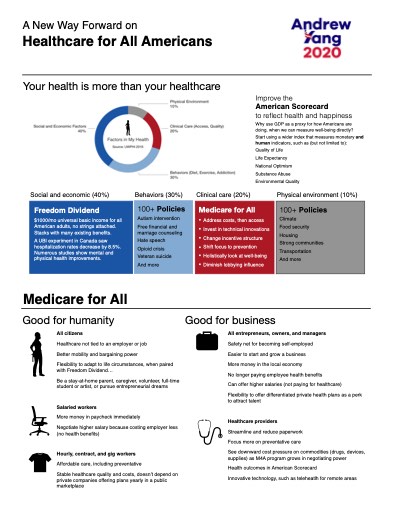 A New Way Forward on
Healthcare for All Americans
Andrew
Yang
2020
Your health is more than your healthcare
Physical Environment
10%
Social and Economic Factors
40%
Clinical Care (Access, Quality)
20%
Factors in My Health
Behaviors (Diet, Exercise, Addiction)
30%
Improve the
American Scorecard
to reflect health and happiness
Why use GDP as a proxy for how Americans are
doing, when we can measure well-being directly?
Start using a wider index that measures monetary and
human indicators, such as (but not limited to):
Quality of Life
Life Expectancy
National Optimism
Substance Abuse
Environmental Quality
Social and economic (40%)
Behaviors (30%)
Clinical care (20%)
Physical environment (10%)
Freedom Dividend
$1000/mo universal basic income for all
American adults, no strings attached.
Stacks with many existing benefits.
A UBI experiment in Canada saw
hospitalization rates decrease by 8.5%.
Numerous studies show mental and
physical health improvements.
100+ Policies
Autism intervention
Free financial and
marriage counseling
Hate speech
Opioid crisis
Veteran suicide
And more
Medicare for All
• Address costs, then access
• Invest in technical innovations
• Change incentive structure
• Shift focus to prevention
• Holistically look at well-being
• Diminish lobbying influence
100+ Policies
Climate
Food security
Housing
Strong communities
Transportation
And more
Medicare for All
Good for humanity
All citizens
Healthcare not tied to an employer or job
Better mobility and bargaining power
Flexibility to adapt to life circumstances, when paired
with Freedom Dividend…
Be a stay-at-home parent, caregiver, volunteer, full-time
student or artist, or pursue entrepreneurial dreams
Salaried workers
More money in paycheck immediately
Negotiate higher salary because costing employer less
(no health benefits)
Hourly, contract, and gig workers
Affordable care, including preventative
Stable healthcare quality and costs, doesn't depend on
private companies offering plans yearly in a public
marketplace
Good for business
All entrepreneurs, owners, and managers
Safety net for becoming self-employed
Easier to start and grow a business
More money in the local economy
No longer paying employee health benefits
Can offer higher salaries (not paying for healthcare)
Flexibility to offer differentiated private health plans as a perk
to attract talent
Healthcare providers
Streamline and reduce paperwork
Focus more on preventative care
See downward cost pressure on commodities (drugs, devices,
supplies) as M4A program grows in negotiating power
Health outcomes in American Scorecard
Innovative technology, such as telehealth for remote areas